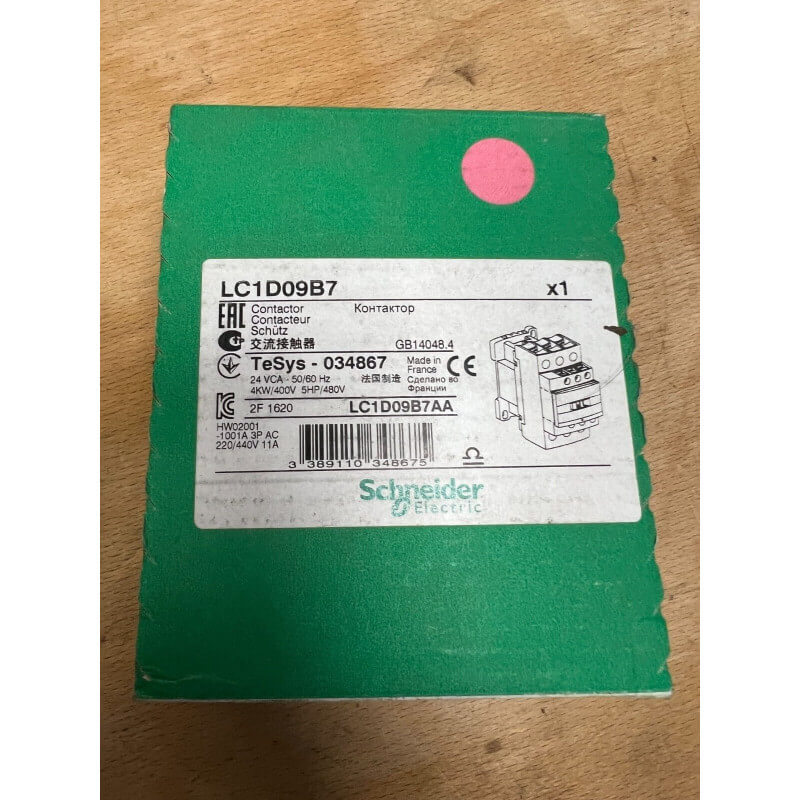 LC1D09B7 x1
EAC Contactor Контактор
Contacteur
Schütz
交流接触器 GB14048.4
TeSys - 034867 Made in France CE
24 VCA - 50/60 Hz 法国制造 Сделано во Франции
4KW/400V 5HP/480V
2F 1620 LC1D09B7AA
HW02001
-1001A 3P AC
220/440V 11A
3 389110 348675
Schneider
Electric